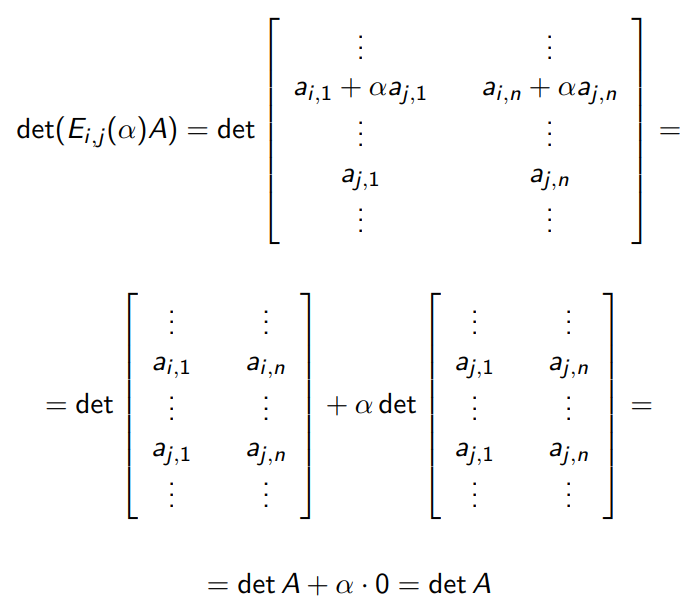 ⋮ ⋮
a_{i,1} + αa_{j,1} a_{i,n} + αa_{j,n}
det(E_{i,j}(α)A) = det ⋮ ⋮ =
a_{j,1} a_{j,n}
⋮ ⋮
⋮ ⋮ ⋮ ⋮
a_{i,1} a_{i,n} a_{j,1} a_{j,n}
= det ⋮ ⋮ + α det ⋮ ⋮ =
a_{j,1} a_{j,n} a_{j,1} a_{j,n}
⋮ ⋮ ⋮ ⋮
= det A + α · 0 = det A